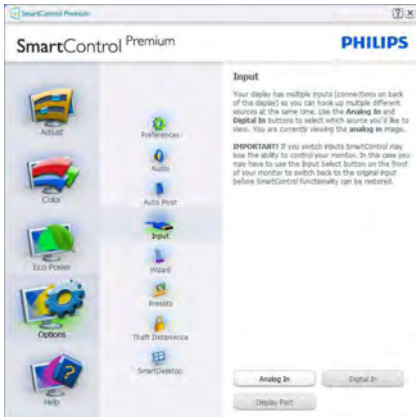 SmartControl Premium
SmartControl Premium
PHILIPS
Adjust
Color
Eco Power
Options
Help
Preferences
Audio
Auto Pivot
Input
Wizard
Presets
Theft Deterrence
SmartDesktop
Input
Your display has multiple inputs (connections on back
of this display) so you can hook up multiple different
sources at the same time. Use the Analog In and
Digital In buttons to select which source you'd like to
view. You are currently viewing the analog in image.
IMPORTANT! If you switch inputs SmartControl may
lose the ability to control your monitor. In this case you
may have to use the Input Select button on the front
of your monitor to switch back to the original input
before SmartControl functionality can be restored.
Analog In
Digital In
Display Port